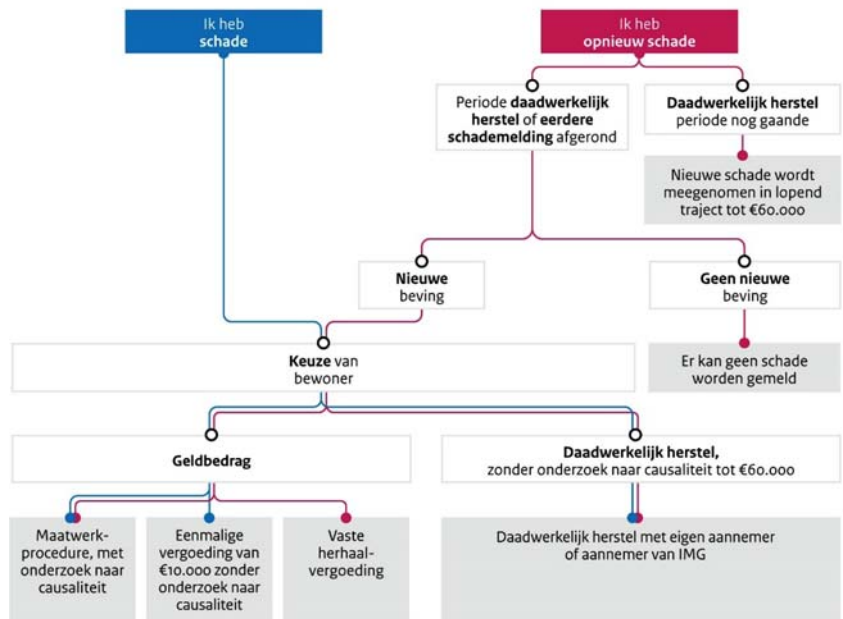 Ik heb
schade
Ik heb
opnieuw schade
Periode daadwerkelijk
herstel of eerdere
schademelding afgerond
Daadwerkelijk herstel
periode nog gaande
Nieuwe schade wordt
meegenomen in lopend
traject tot €60.000
Nieuwe
beving
Geen nieuwe
beving
Keuze van
bewoner
Er kan geen schade
worden gemeld
Geldbedrag
Daadwerkelijk herstel,
zonder onderzoek naar causaliteit tot €60.000
Maatwerk-
procedure, met
onderzoek naar
causaliteit
Eenmalige
vergoeding van
€10.000 zonder
onderzoek naar
causaliteit
Vaste
herhaal-
vergoeding
Daadwerkelijk herstel met eigen aannemer
of aannemer van IMG